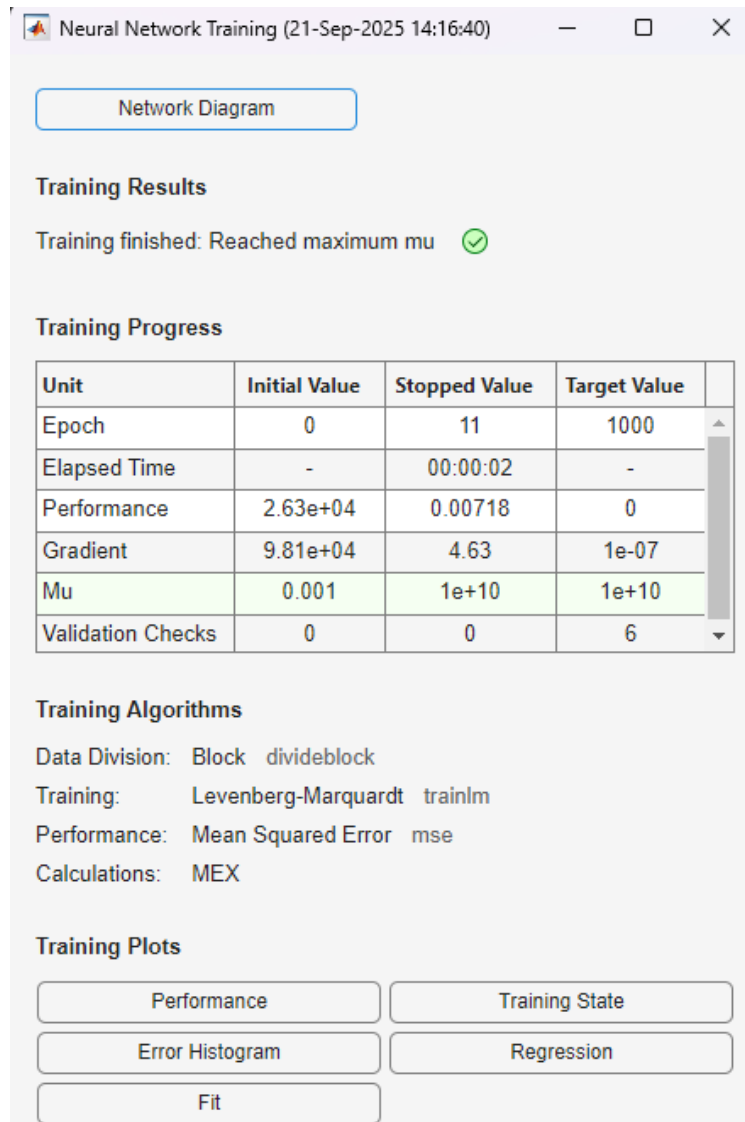 Neural Network Training (21-Sep-2025 14:16:40)
Network Diagram
Training Results
Training finished: Reached maximum mu
Training Progress
Unit Initial Value Stopped Value Target Value
Epoch 0 11 1000
Elapsed Time - 00:00:02 -
Performance 2.63e+04 0.00718 0
Gradient 9.81e+04 4.63 1e-07
Mu 0.001 1e+10 1e+10
Validation Checks 0 0 6
Training Algorithms
Data Division: Block divideblock
Training: Levenberg-Marquardt trainlm
Performance: Mean Squared Error mse
Calculations: MEX
Training Plots
Performance Training State
Error Histogram Regression
Fit